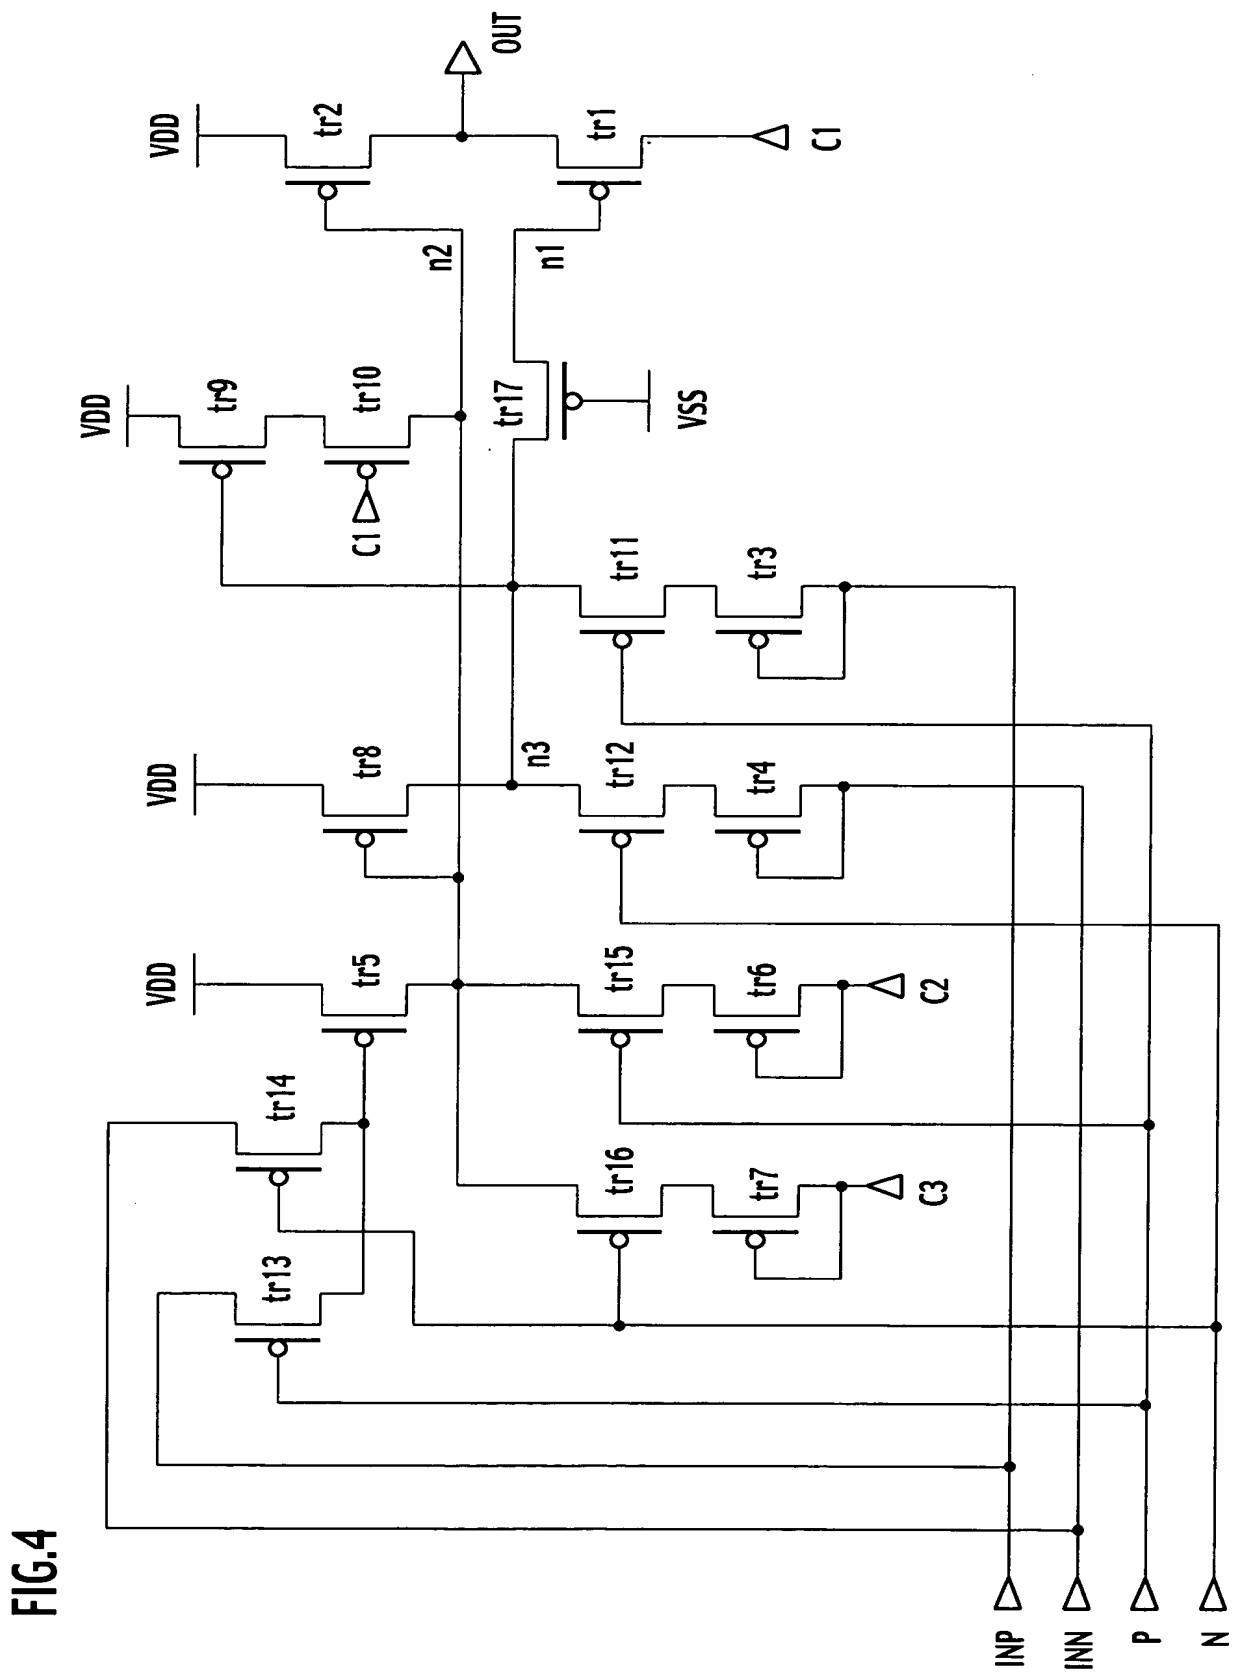 FIG.4
VDD
tr2
OUT
tr1
C1
n2
n1
VDD
tr9
tr10
C1
tr17
VSS
tr11
tr3
VDD
tr8
n3
tr12
tr4
VDD
tr5
tr15
tr6
C2
tr14
tr16
tr7
C3
tr13
INP
INN
P
N